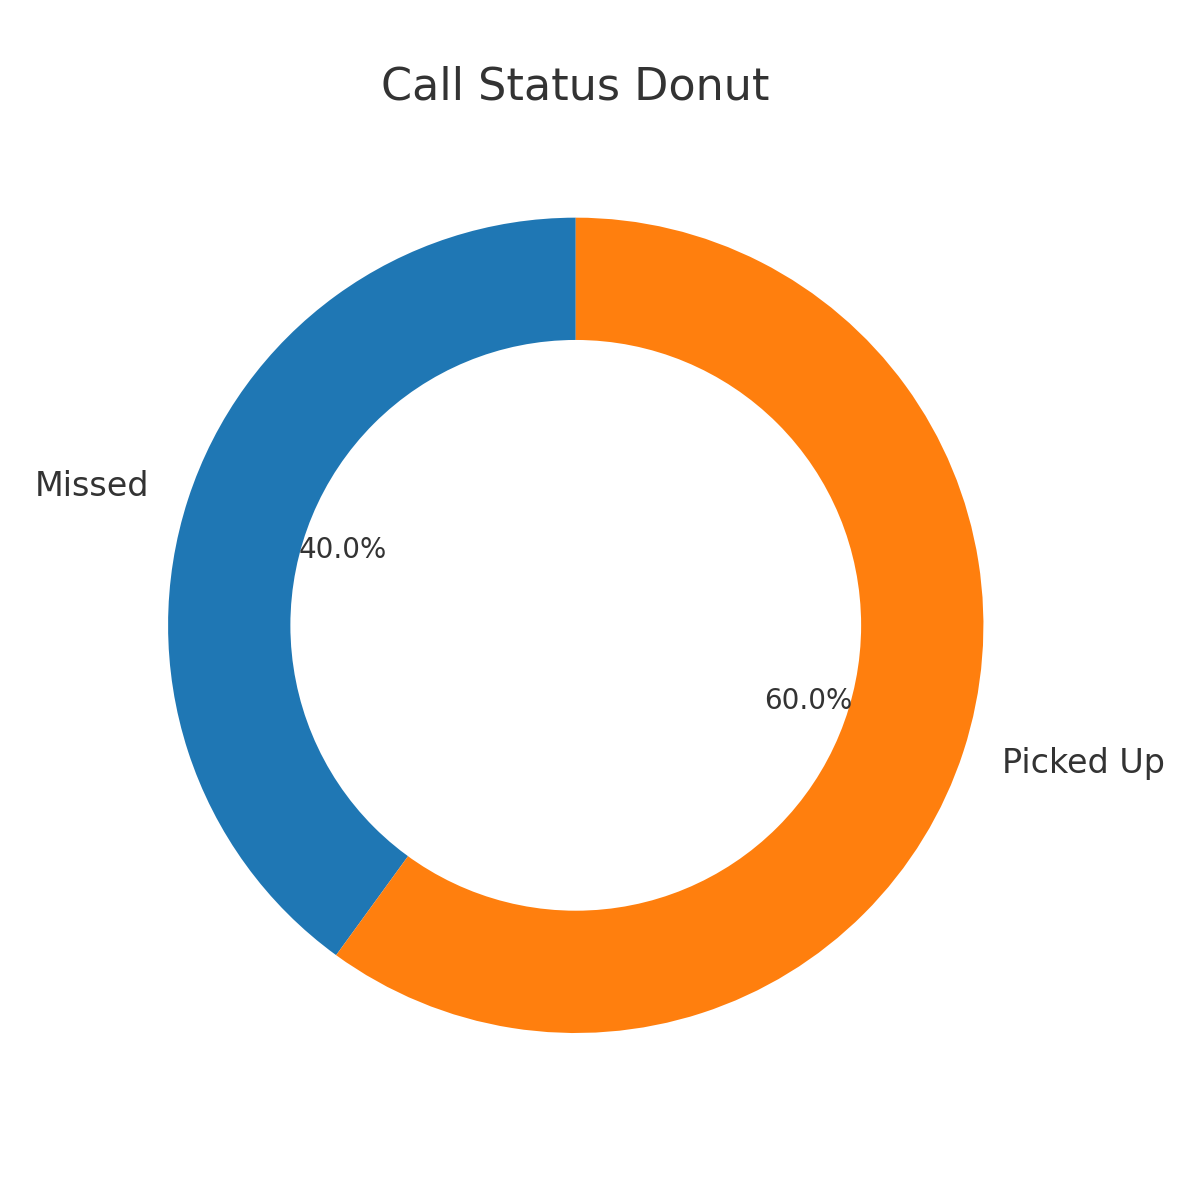 Call Status Donut
Missed
40.0%
60.0%
Picked Up